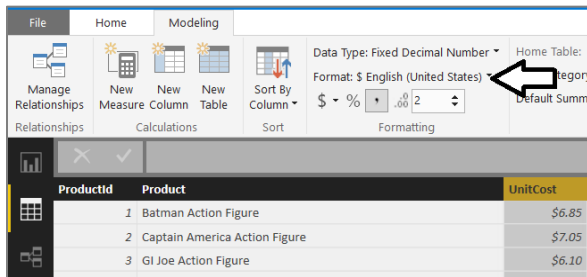 File Home Modeling
Data Type: Fixed Decimal Number Home Table:
Format: $ English (United States) tegory
Manage New New New Sort By $ % , .00 2 Default Summ
Relationships Measure Column Table Column
Relationships Calculations Sort Formatting
ProductId Product UnitCost
1 Batman Action Figure $6.85
2 Captain America Action Figure $7.05
3 GI Joe Action Figure $6.10